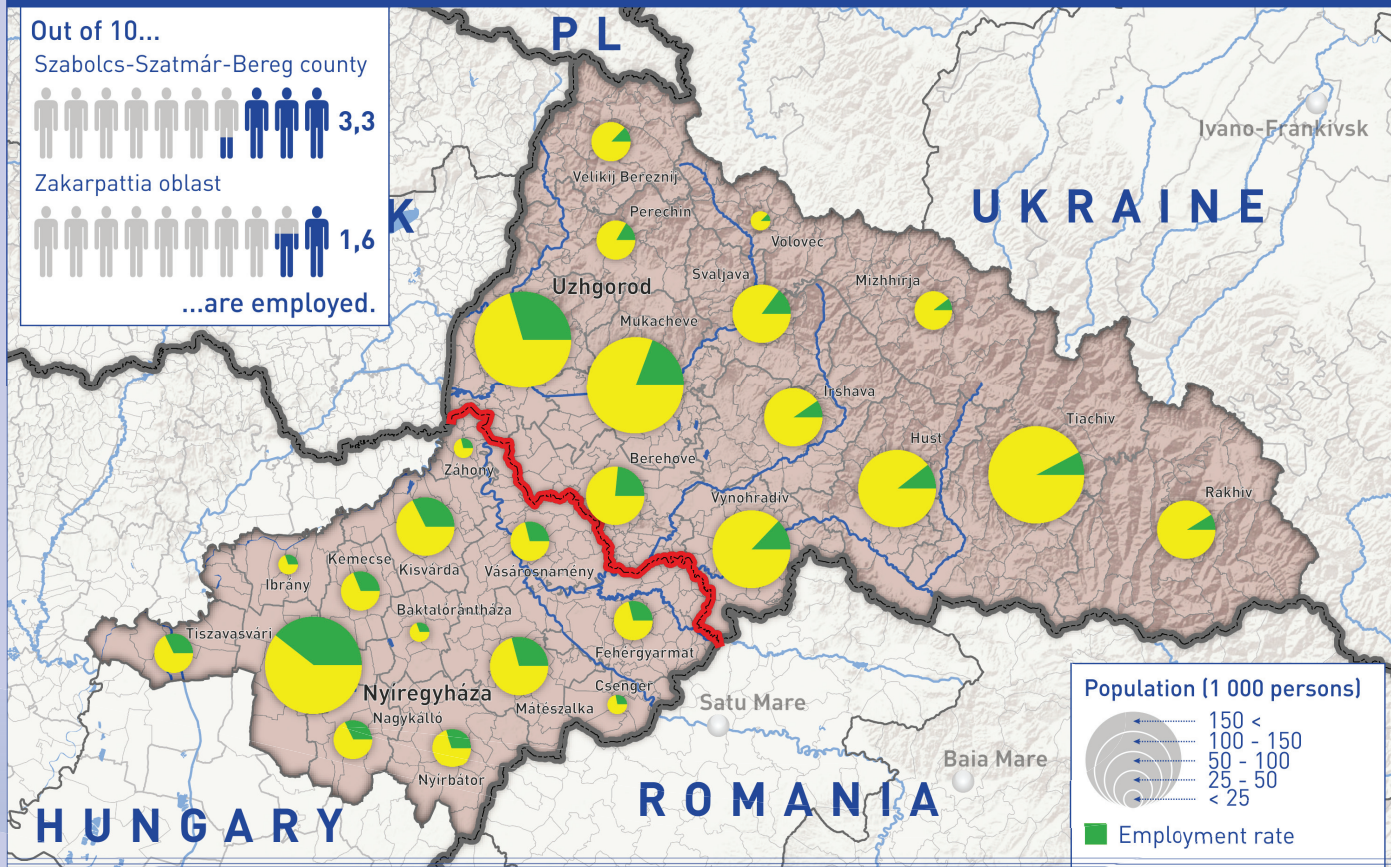 Out of 10...
Szabolcs-Szatmár-Bereg county
3,3
Zakarpattia oblast
1,6
...are employed.
PL
K
UKRAINE
Ivano-Frankivsk
Velikij Bereznij
Perechin
Volovec
Uzhgorod
Svaljava
Mizhhirja
Mukacheve
Irshava
Tiachiv
Hust
Rakhiv
Záhony
Berehove
Vynohradiv
Kemecse
Kisvárda
Vásárosnamény
Ibrány
Baktalórántháza
Tiszavasvári
Fehergyarmat
Nyíregyháza
Csenger
Mátészalka
Nagykálló
Nyírbátor
Satu Mare
Baia Mare
HUNGARY
ROMANIA
Population (1 000 persons)
150 <
100 - 150
50 - 100
25 - 50
< 25
Employment rate